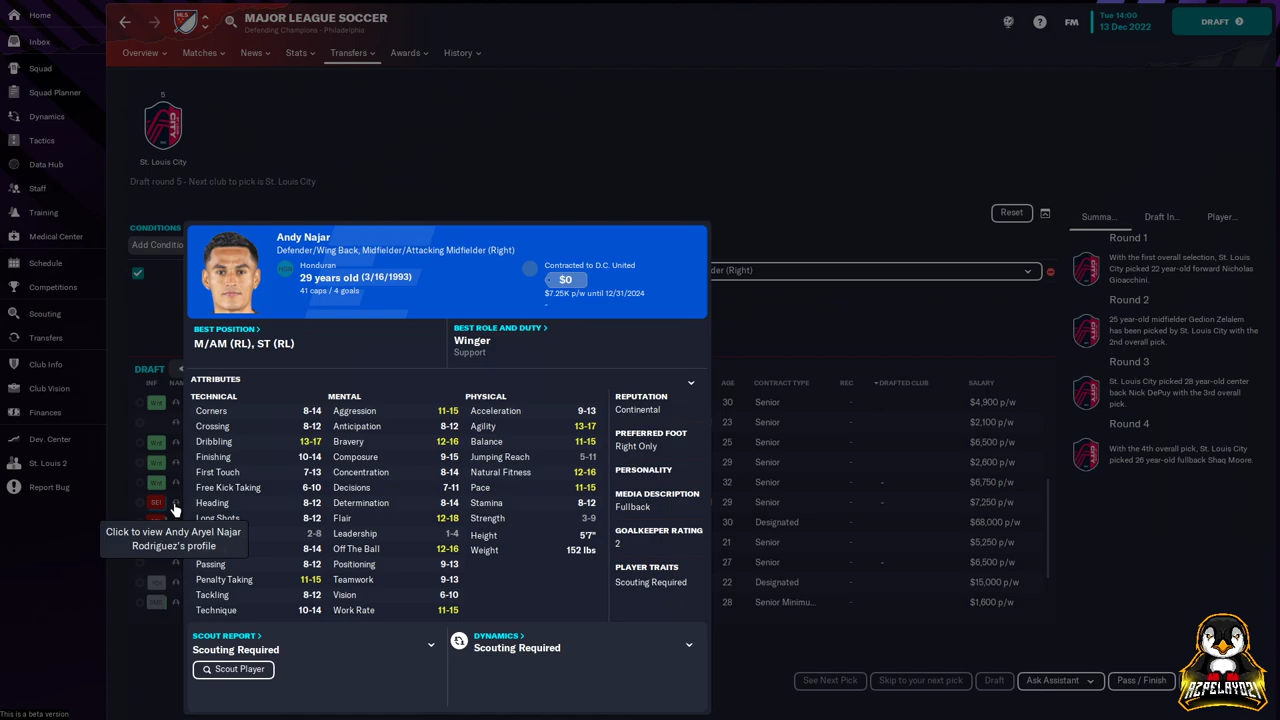 Home
Inbox
Squad
Squad Planner
Dynamics
Tactics
Data Hub
Staff
Training
Medical Center
Schedule
Competitions
Scouting
Transfers
Club Info
Club Vision
Finances
Dev. Center
St. Louis 2
Report Bug
This is a beta version
MAJOR LEAGUE SOCCER
Defending Champions - Philadelphia
FM
Tue 14:00
13 Dec 2022
DRAFT
Overview
Matches
News
Stats
Transfers
Awards
History
5
CITY
St. Louis City
Draft round 5 - Next club to pick is St. Louis City
Reset
CONDITIONS
Add Conditio
der (Right)
Andy Najar
Defender/Wing Back, Midfielder/Attacking Midfielder (Right)
Honduran
29 years old (3/16/1993)
41 caps / 4 goals
Contracted to D.C. United
$0
$7.25K p/w until 12/31/2024
-
BEST POSITION
M/AM (RL), ST (RL)
BEST ROLE AND DUTY
Winger
Support
ATTRIBUTES
TECHNICAL MENTAL PHYSICAL
Corners 8-14 Aggression 11-15 Acceleration 9-13
Crossing 8-12 Anticipation 8-12 Agility 13-17
Dribbling 13-17 Bravery 12-16 Balance 11-15
Finishing 10-14 Composure 9-15 Jumping Reach 5-11
First Touch 7-13 Concentration 8-14 Natural Fitness 12-16
Free Kick Taking 6-10 Decisions 7-11 Pace 11-15
Heading 8-12 Determination 8-14 Stamina 8-12
Long Shots 8-12 Flair 12-18 Strength 3-9
2-8 Leadership 1-4 Height 5'7"
8-14 Off The Ball 12-16 Weight 152 lbs
Passing 8-12 Positioning 9-13
Penalty Taking 11-15 Teamwork 9-13
Tackling 8-12 Vision 6-10
Technique 10-14 Work Rate 11-15
REPUTATION
Continental
PREFERRED FOOT
Right Only
PERSONALITY
MEDIA DESCRIPTION
Fullback
GOALKEEPER RATING
2
PLAYER TRAITS
Scouting Required
SCOUT REPORT
Scouting Required
Scout Player
DYNAMICS
Scouting Required
Click to view Andy Aryel Najar
Rodriguez's profile
DRAFT
INF NAM
Wnt
Wnt
Wnt
Wnt
SEI
AGE CONTRACT TYPE REC DRAFTED CLUB SALARY
30 Senior - - $4,900 p/w
23 Senior - - $2,100 p/w
25 Senior - - $6,500 p/w
29 Senior - - $2,600 p/w
32 Senior - - $6,750 p/w
29 Senior - - $7,250 p/w
30 Designated - $68,000 p/w
21 Senior - - $5,250 p/w
27 Senior - - $6,500 p/w
22 Designated - $15,000 p/w
28 Senior Minimu... - $1,600 p/w
Summa...
Draft In...
Player...
Round 1
With the first overall selection, St. Louis
City picked 22 year-old forward Nicholas
Gioacchini.
Round 2
25 year-old midfielder Gedion Zelalem
has been picked by St. Louis City with the
2nd overall pick.
Round 3
St. Louis City picked 28 year-old center
back Nick DePuy with the 3rd overall
pick.
Round 4
With the 4th overall pick, St. Louis City
picked 26 year-old fullback Shaq Moore.
See Next Pick
Skip to your next pick
Draft
Ask Assistant
Pass / Finish